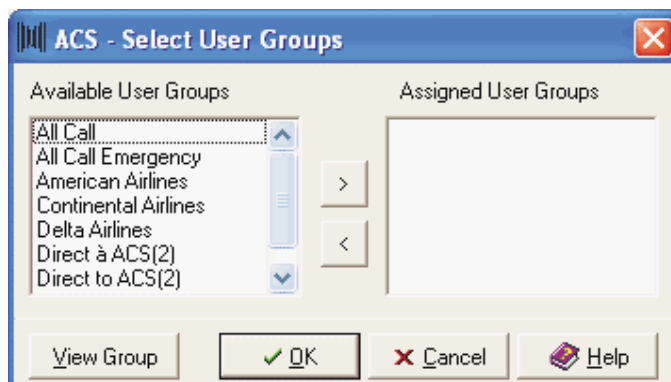 ACS - Select User Groups
Available User Groups
Assigned User Groups
All Call
All Call Emergency
American Airlines
Continental Airlines
Delta Airlines
Direct à ACS(2)
Direct to ACS(2)
>
<
View Group
OK
Cancel
Help